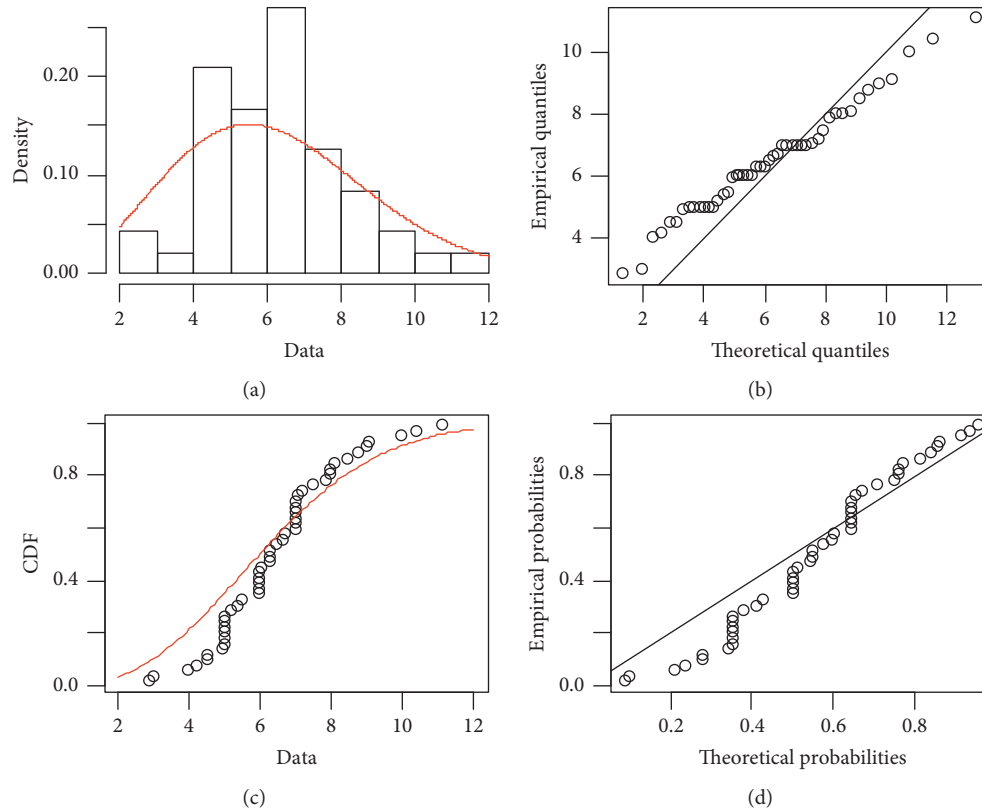 0.20
0.10
0.00
Density
2 4 6 8 10 12
Data
(a)
10
8
6
4
Empirical quantiles
2 4 6 8 10 12
Theoretical quantiles
(b)
0.8
0.4
0.0
CDF
2 4 6 8 10 12
Data
(c)
0.8
0.4
0.0
Empirical probabilities
0.2 0.4 0.6 0.8
Theoretical probabilities
(d)